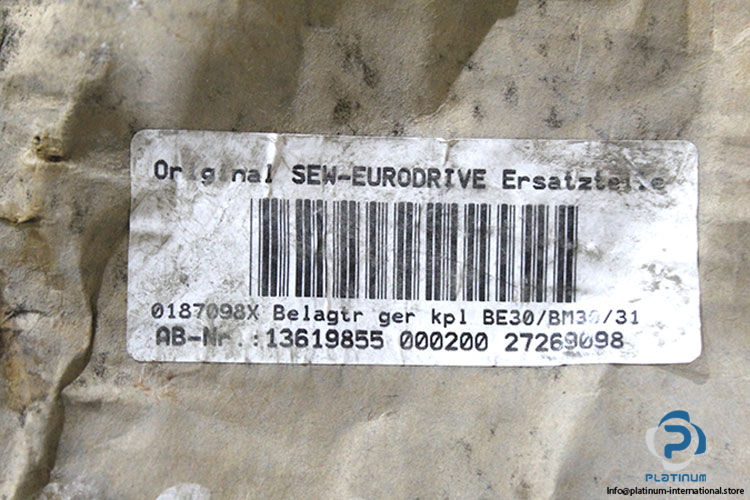 Original SEW-EURODRIVE Ersatzteile
0187098X Belagtr ger kpl BE30/BM30/31
AB-Nr.:13619855 000200 27269098
PLATINUM
Info@platinum-international.store